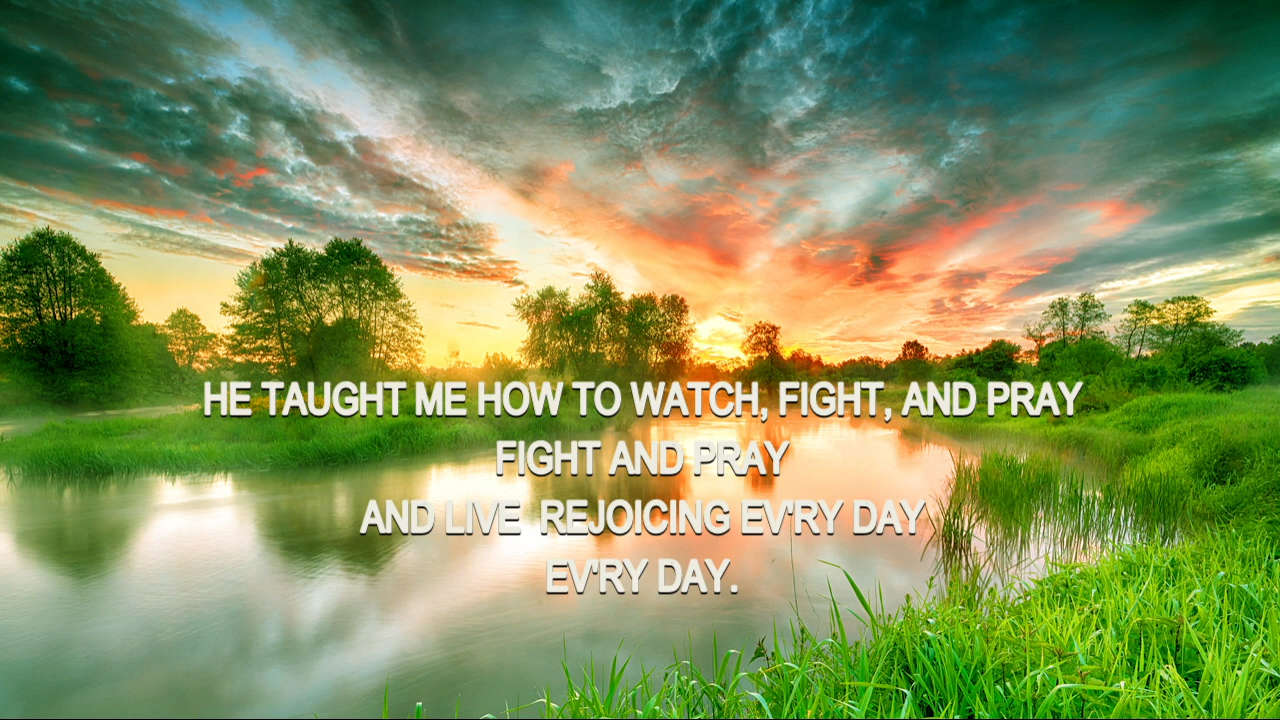 HE TAUGHT ME HOW TO WATCH, FIGHT, AND PRAY
FIGHT AND PRAY
AND LIVE  REJOICING EV'RY DAY
EV'RY DAY.